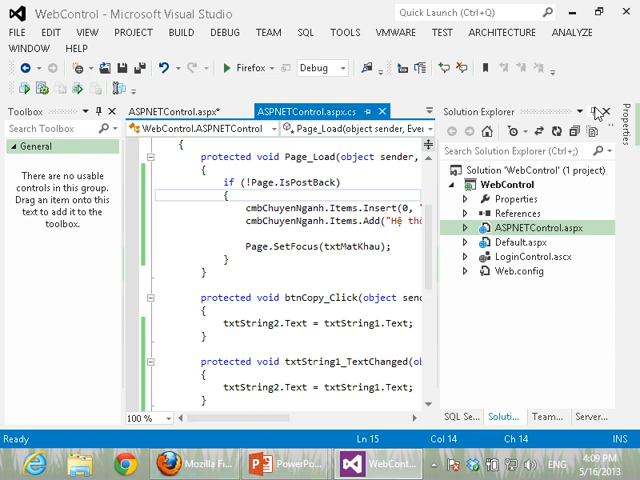 WebControl - Microsoft Visual Studio
Quick Launch (Ctrl+Q)
FILE EDIT VIEW PROJECT BUILD DEBUG TEAM SQL TOOLS VMWARE TEST ARCHITECTURE ANALYZE
WINDOW HELP
Firefox Debug
Toolbox
ASPNETControl.aspx* ASPNETControl.aspx.cs
Solution Explorer
Properties
Search Toolbox
WebControl.ASPNETControl Page_Load(object sender, Even
General
There are no usable
controls in this group.
Drag an item onto this
text to add it to the
toolbox.
{
protected void Page_Load(object sender,
{
if (!Page.IsPostBack)
{
cmbChuyenNganh.Items.Insert(0, "
cmbChuyenNganh.Items.Add("Hệ thố
Page.SetFocus(txtMatKhau);
}
}
protected void btnCopy_Click(object send
{
txtString2.Text = txtString1.Text;
}
protected void txtString1_TextChanged(ob
{
txtString2.Text = txtString1.Text;
}
100 %
Search Solution Explorer (Ctrl+;)
Solution 'WebControl' (1 project)
WebControl
Properties
References
ASPNETControl.aspx
Default.aspx
LoginControl.ascx
Web.config
SQL Se... Soluti... Team... Server...
Ready Ln 15 Col 14 Ch 14 INS
Mozilla Fi... PowerPo... WebCont... ENG
4:09 PM
5/16/2013